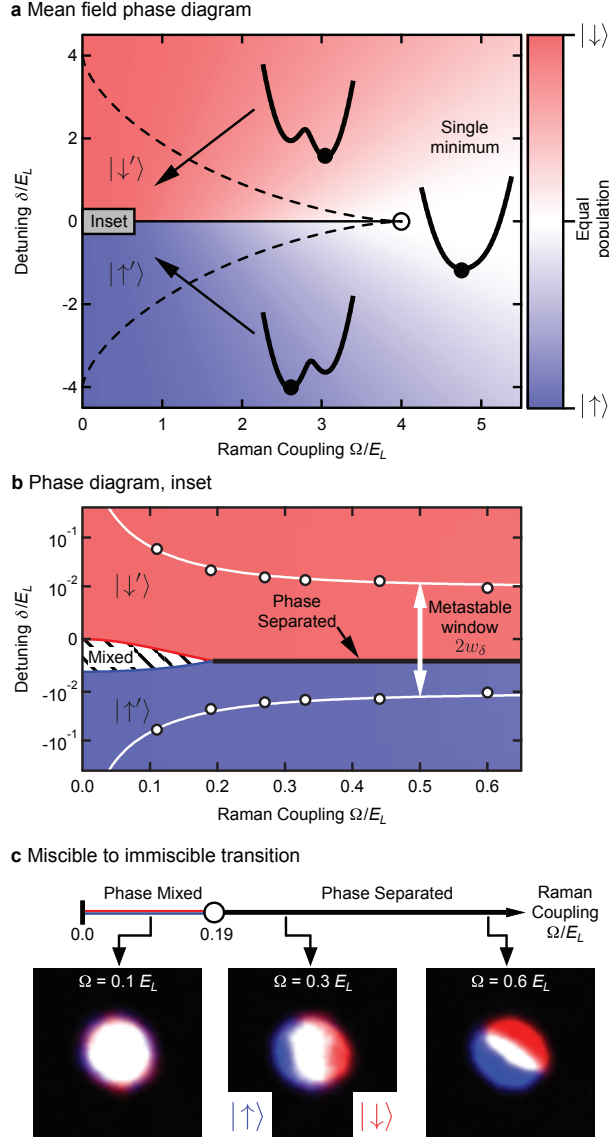 a Mean field phase diagram
|↓⟩
4
2
0
-2
-4
Detuning δ/E_L
|↓′⟩
Inset
|↑′⟩
Single
minimum
Equal
population
|↑⟩
0
1
2
3
4
5
Raman Coupling Ω/E_L
b Phase diagram, inset
10⁻¹
10⁻²
0
-10⁻²
-10⁻¹
Detuning δ/E_L
|↓′⟩
Phase
Separated
Mixed
Metastable
window
2w_δ
|↑′⟩
0.0
0.1
0.2
0.3
0.4
0.5
0.6
Raman Coupling Ω/E_L
c Miscible to immiscible transition
Phase Mixed
Phase Separated
Raman
Coupling
Ω/E_L
0.0
0.19
Ω = 0.1 E_L
Ω = 0.3 E_L
Ω = 0.6 E_L
|↑⟩
|↓⟩